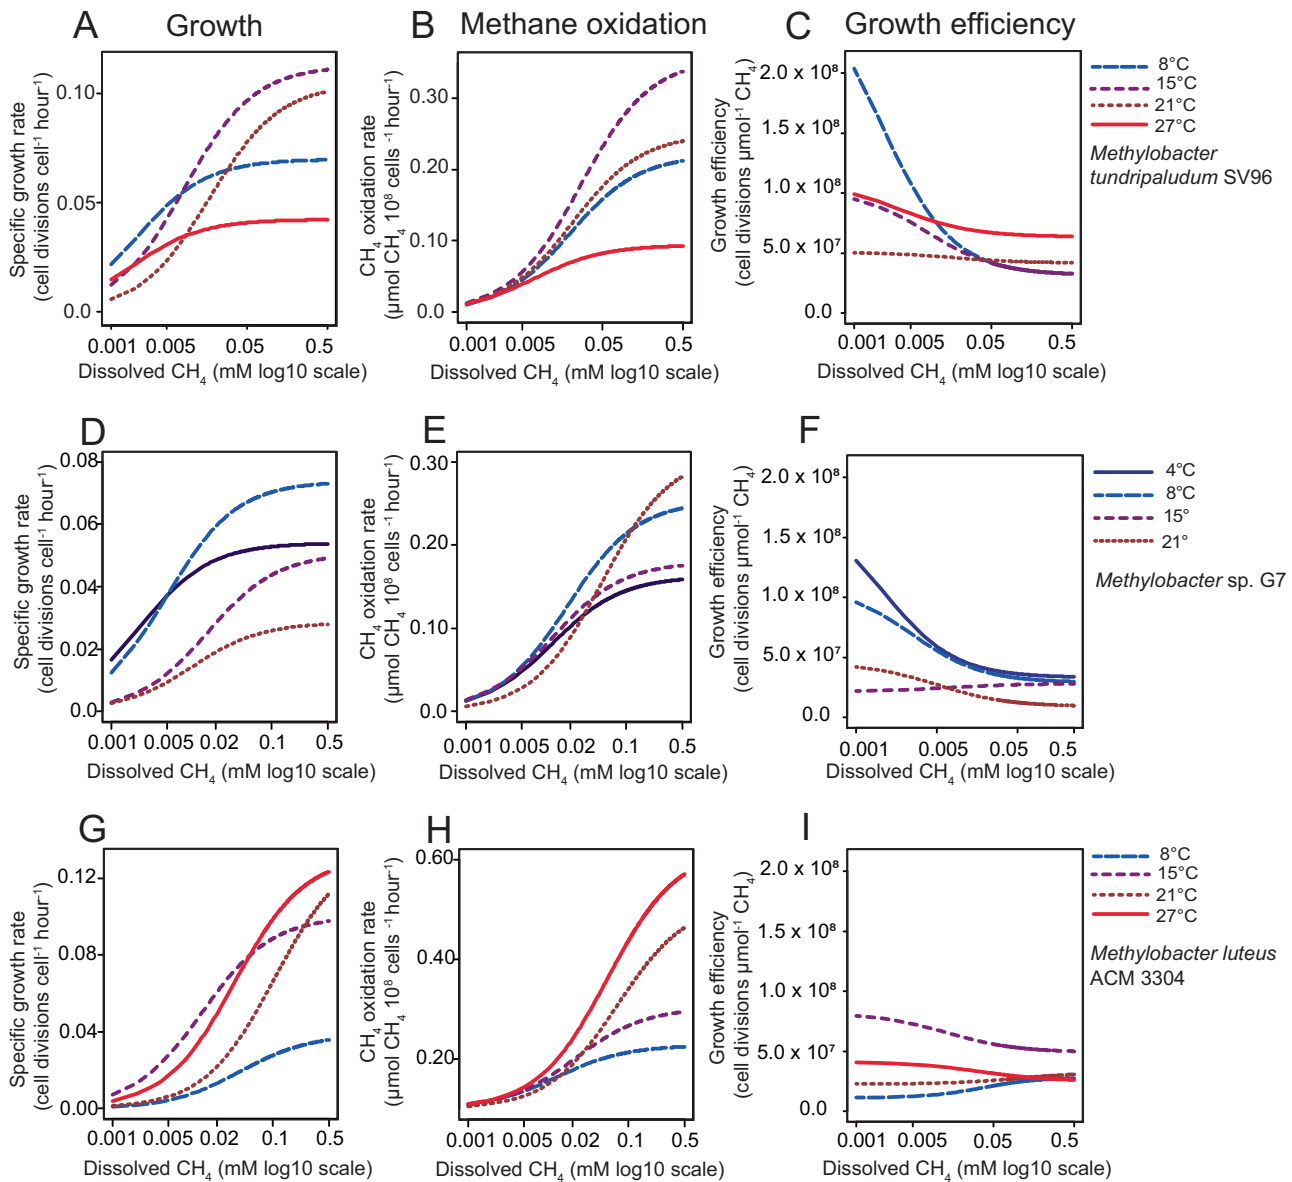 A Growth
B Methane oxidation
C Growth efficiency
Specific growth rate
(cell divisions cell⁻¹ hour⁻¹)
0.10
0.05
0.0
0.001 0.005 0.05 0.5
Dissolved CH₄ (mM log10 scale)
CH₄ oxidation rate
(µmol CH₄ 10⁸ cells ⁻¹ hour⁻¹)
0.30
0.20
0.10
0.0
0.001 0.005 0.05 0.5
Dissolved CH₄ (mM log10 scale)
Growth efficiency
(cell divisions µmol⁻¹ CH₄)
2.0 x 10⁸
1.5 x 10⁸
1.0 x 10⁸
5.0 x 10⁷
0.0
0.001 0.005 0.05 0.5
Dissolved CH₄ (mM log10 scale)
8°C
15°C
21°C
27°C
Methylobacter
tundripaludum SV96
D
Specific growth rate
(cell divisions cell⁻¹ hour⁻¹)
0.08
0.06
0.04
0.02
0.0
0.001 0.005 0.02 0.1 0.5
Dissolved CH₄ (mM log10 scale)
E
CH₄ oxidation rate
(µmol CH₄ 10⁸ cells ⁻¹ hour⁻¹)
0.30
0.20
0.10
0.0
0.001 0.005 0.02 0.1 0.5
Dissolved CH₄ (mM log10 scale)
F
Growth efficiency
(cell divisions µmol⁻¹ CH₄)
2.0 x 10⁸
1.5 x 10⁸
1.0 x 10⁸
5.0 x 10⁷
0.0
0.001 0.005 0.05 0.5
Dissolved CH₄ (mM log10 scale)
4°C
8°C
15°
21°
Methylobacter sp. G7
G
Specific growth rate
(cell divisions cell⁻¹ hour⁻¹)
0.12
0.08
0.04
0.00
0.001 0.005 0.02 0.1 0.5
Dissolved CH₄ (mM log10 scale)
H
CH₄ oxidation rate
(µmol CH₄ 10⁸ cells ⁻¹ hour⁻¹)
0.60
0.40
0.20
0.001 0.005 0.02 0.1 0.5
Dissolved CH₄ (mM log10 scale)
I
Growth efficiency
(cell divisions µmol⁻¹ CH₄)
2.0 x 10⁸
1.5 x 10⁸
1.0 x 10⁸
5.0 x 10⁷
0.0
0.001 0.005 0.05 0.5
Dissolved CH₄ (mM log10 scale)
8°C
15°C
21°C
27°C
Methylobacter luteus
ACM 3304